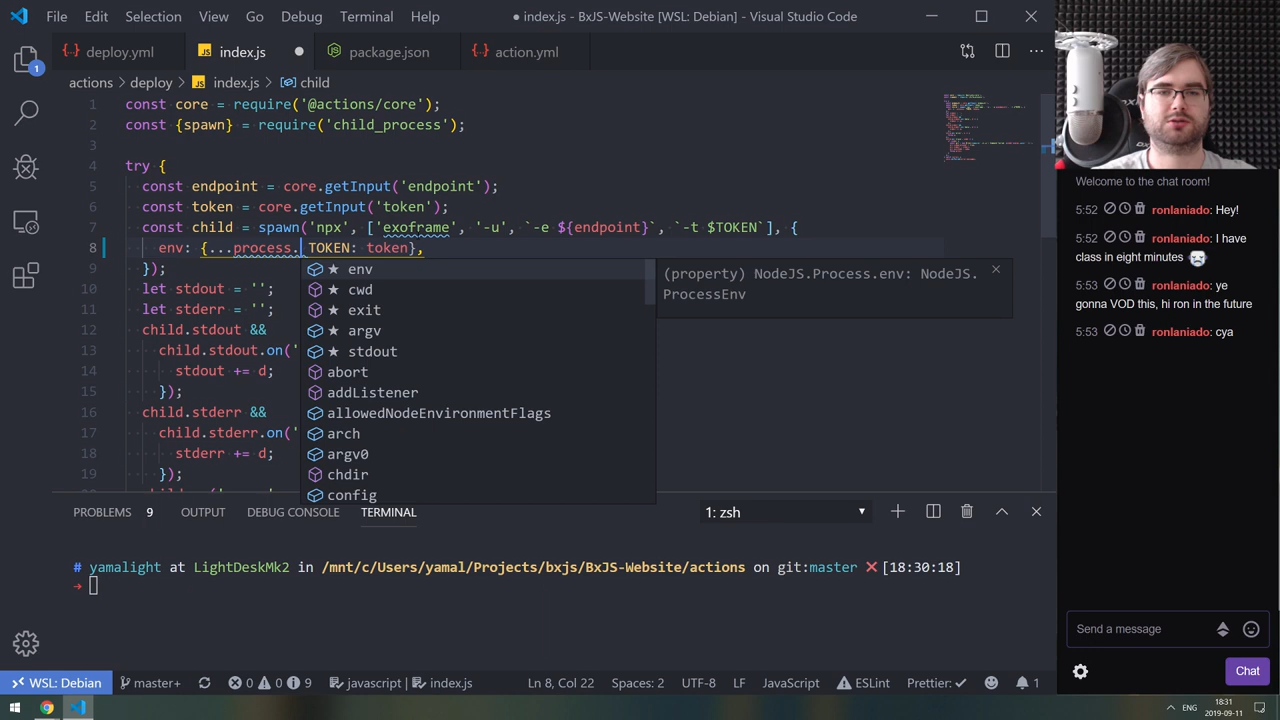 File Edit Selection View Go Debug Terminal Help
● index.js - BxJS-Website [WSL: Debian] - Visual Studio Code
deploy.yml
index.js
package.json
action.yml
actions › deploy › index.js › child
1 const core = require('@actions/core');
2 const {spawn} = require('child_process');
3
4 try {
5 const endpoint = core.getInput('endpoint');
6 const token = core.getInput('token');
7 const child = spawn('npx', ['exoframe', '-u', `-e ${endpoint}`, `-t $TOKEN`], {
8 env: {...process. TOKEN: token},
9 });
10 let stdout = '';
11 let stderr = '';
12 child.stdout &&
13 child.stdout.on('
14 stdout += d;
15 });
16 child.stderr &&
17 child.stderr.on('
18 stderr += d;
19 });
★ env
★ cwd
★ exit
★ argv
★ stdout
abort
addListener
allowedNodeEnvironmentFlags
arch
argv0
chdir
config
(property) NodeJS.Process.env: NodeJS.
ProcessEnv
PROBLEMS 9 OUTPUT DEBUG CONSOLE TERMINAL
1: zsh
# yamalight at LightDeskMk2 in /mnt/c/Users/yamal/Projects/bxjs/BxJS-Website/actions on git:master ❌ [18:30:18]
→
1
WSL: Debian
master+
0 0 9
javascript | index.js
Ln 8, Col 22
Spaces: 2
UTF-8
LF
JavaScript
ESLint
Prettier: ✓
1
Welcome to the chat room!
5:52 ronlaniado: Hey!
5:52 ronlaniado: I have
class in eight minutes
5:53 ronlaniado: ye
gonna VOD this, hi ron in the future
5:53 ronlaniado: cya
Send a message
Chat
ENG
18:31
2019-09-11